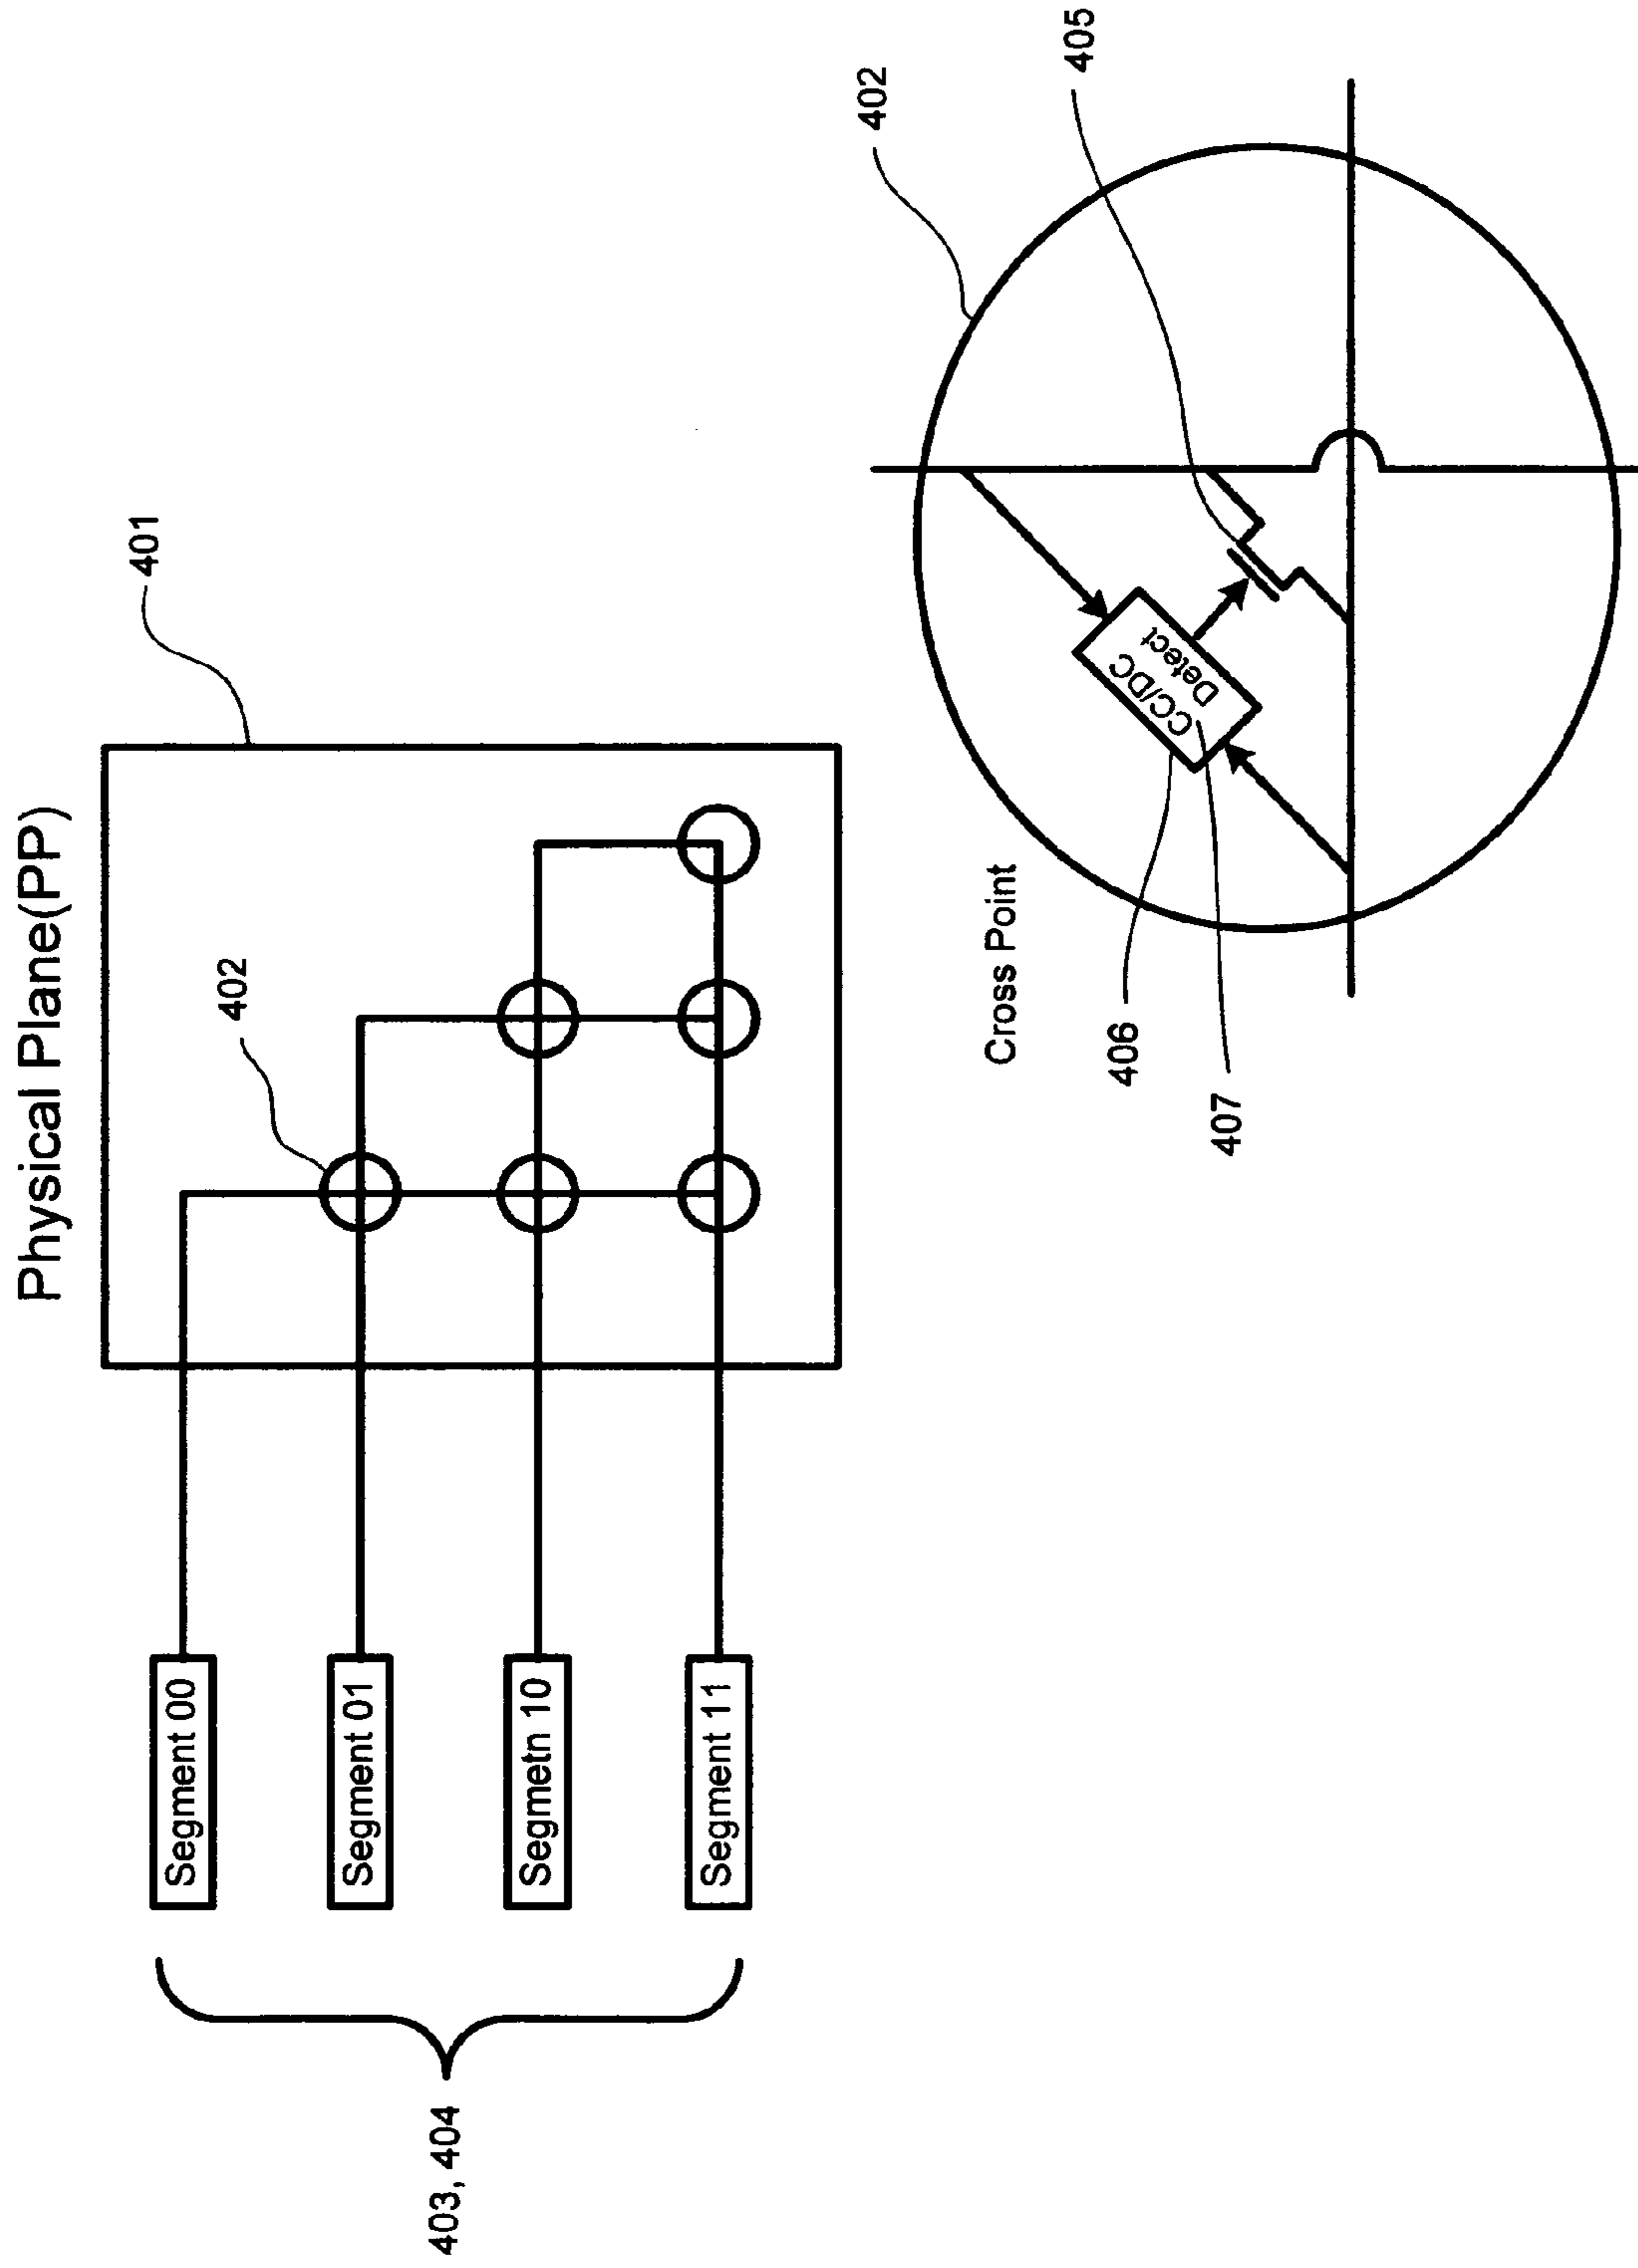 Physical Plane(PP)
401
402
Segment 00
Segment 01
Segmetn 10
Segment 11
403, 404
Cross Point
402
405
CC/DC
Detect
406
407